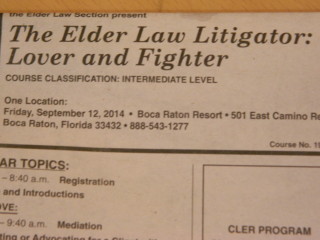 the Elder Law Section present
The Elder Law Litigator:
Lover and Fighter
COURSE CLASSIFICATION: INTERMEDIATE LEVEL
One Location:
Friday, September 12, 2014 • Boca Raton Resort • 501 East Camino Re
Boca Raton, Florida 33432 • 888-543-1277
Course No. 18
AR TOPICS:
– 8:40 a.m. Registration
and Introductions
OVE:
– 9:40 a.m. Mediation
CLER PROGRAM